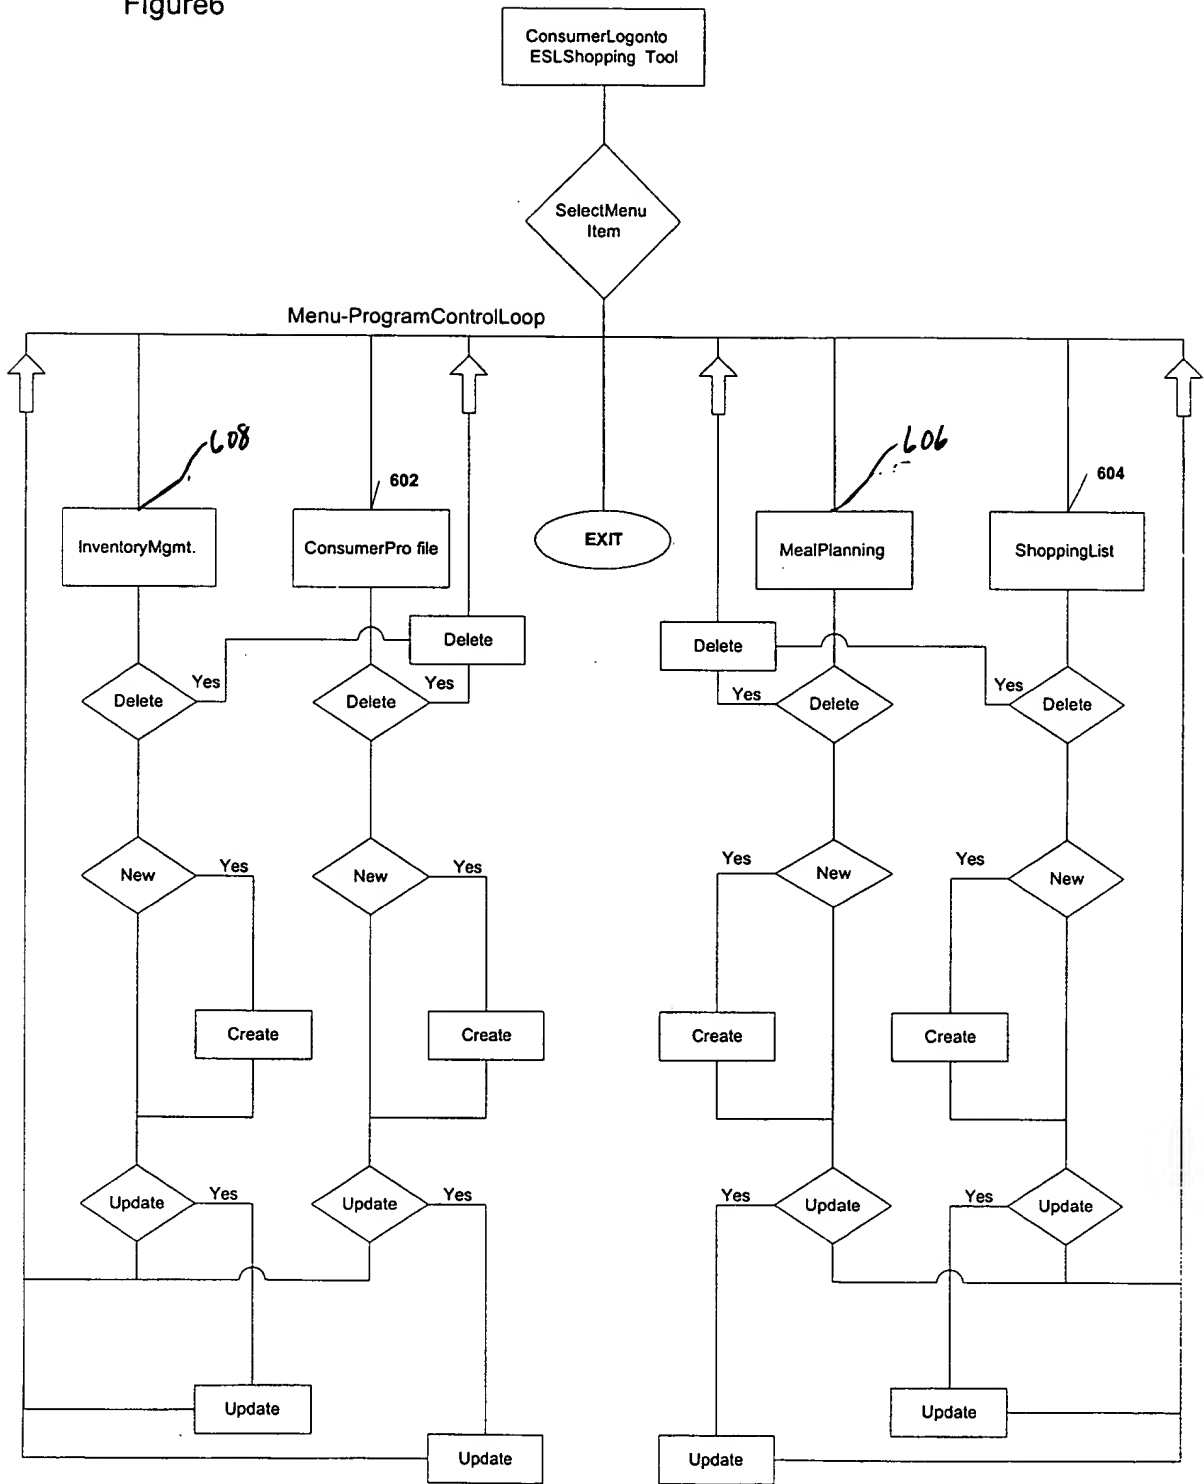 Figure6
ConsumerLogonto
ESLShopping Tool
SelectMenu
Item
Menu-ProgramControlLoop
608
602
606
604
InventoryMgmt.
ConsumerPro file
EXIT
MealPlanning
ShoppingList
Delete
Delete
Yes
Yes
Yes
Yes
Delete
Delete
Delete
Delete
Yes
Yes
Yes
Yes
New
New
New
New
Create
Create
Create
Create
Yes
Yes
Yes
Yes
Update
Update
Update
Update
Update
Update
Update
Update